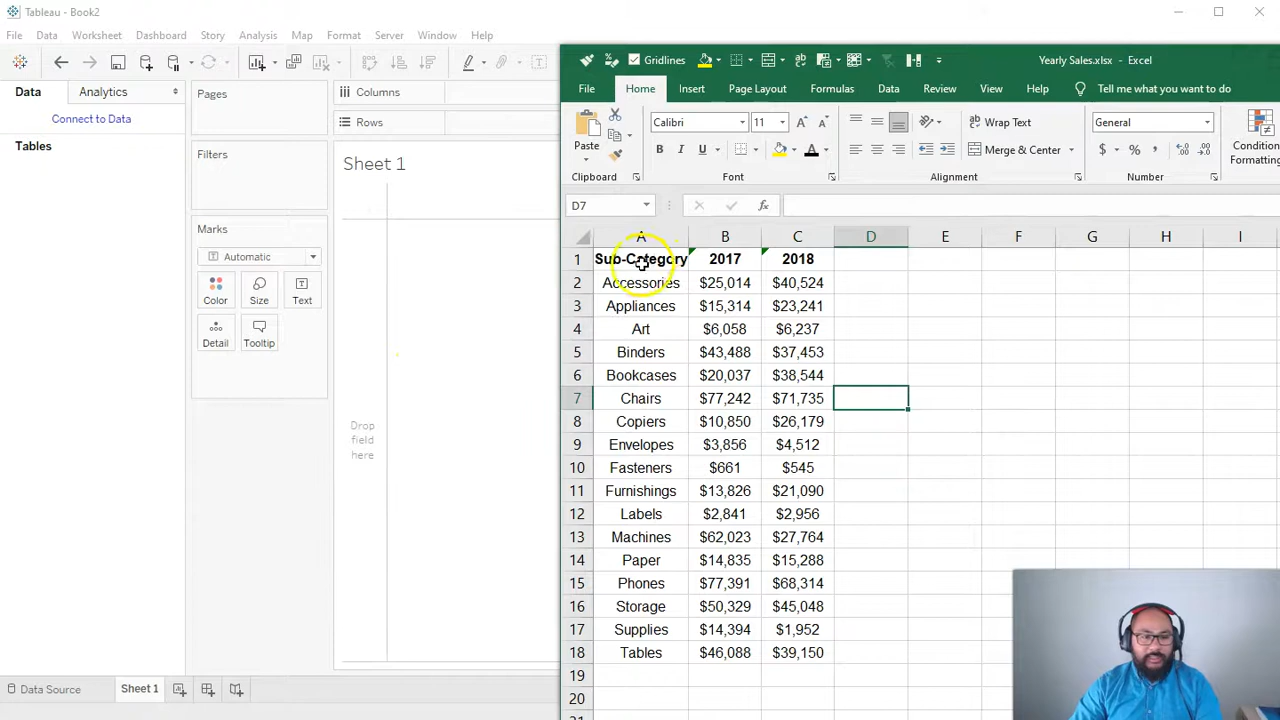 Tableau - Book2
File Data Worksheet Dashboard Story Analysis Map Format Server Window Help
Data Analytics
Connect to Data
Tables
Pages
Filters
Marks
Automatic
Color Size Text
Detail Tooltip
Columns
Rows
Sheet 1
Drop
field
here
Data Source Sheet 1
Gridlines
Yearly Sales.xlsx - Excel
File Home Insert Page Layout Formulas Data Review View Help Tell me what you want to do
Paste
Clipboard
Calibri 11
B I U
Font
Wrap Text
Merge & Center
Alignment
General
$ % ,
Number
Condition
Formatting
D7
fx
A B C D E F G H I
1 Sub-Category 2017 2018
2 Accessories $25,014 $40,524
3 Appliances $15,314 $23,241
4 Art $6,058 $6,237
5 Binders $43,488 $37,453
6 Bookcases $20,037 $38,544
7 Chairs $77,242 $71,735
8 Copiers $10,850 $26,179
9 Envelopes $3,856 $4,512
10 Fasteners $661 $545
11 Furnishings $13,826 $21,090
12 Labels $2,841 $2,956
13 Machines $62,023 $27,764
14 Paper $14,835 $15,288
15 Phones $77,391 $68,314
16 Storage $50,329 $45,048
17 Supplies $14,394 $1,952
18 Tables $46,088 $39,150
19
20